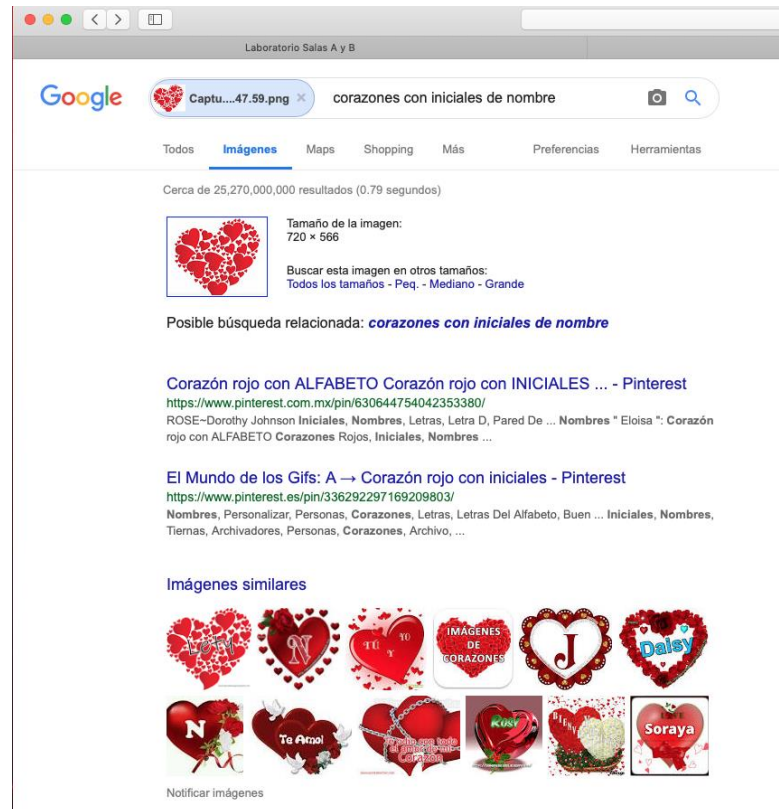 Laboratorio Salas A y B
Google
Captu....47.59.png × corazones con iniciales de nombre
Todos Imágenes Maps Shopping Más Preferencias Herramientas
Cerca de 25,270,000,000 resultados (0.79 segundos)
Tamaño de la imagen:
720 × 566
Buscar esta imagen en otros tamaños:
Todos los tamaños - Peq. - Mediano - Grande
Posible búsqueda relacionada: corazones con iniciales de nombre
Corazón rojo con ALFABETO Corazón rojo con INICIALES ... - Pinterest
https://www.pinterest.com.mx/pin/630644754042353380/
ROSE~Dorothy Johnson Iniciales, Nombres, Letras, Letra D, Pared De ... Nombres " Eloisa ": Corazón
rojo con ALFABETO Corazones Rojos, Iniciales, Nombres ...
El Mundo de los Gifs: A → Corazón rojo con iniciales - Pinterest
https://www.pinterest.es/pin/336292297169209803/
Nombres, Personalizar, Personas, Corazones, Letras, Letras Del Alfabeto, Buen ... Iniciales, Nombres,
Tiernas, Archivadores, Personas, Corazones, Archivo, ...
Imágenes similares
Lety
N
TÚ Y YO
IMÁGENES
DE
CORAZONES
J
Daisy
N
Te Amo!
Corazón
Rosy
LOVE
Soraya
Notificar imágenes